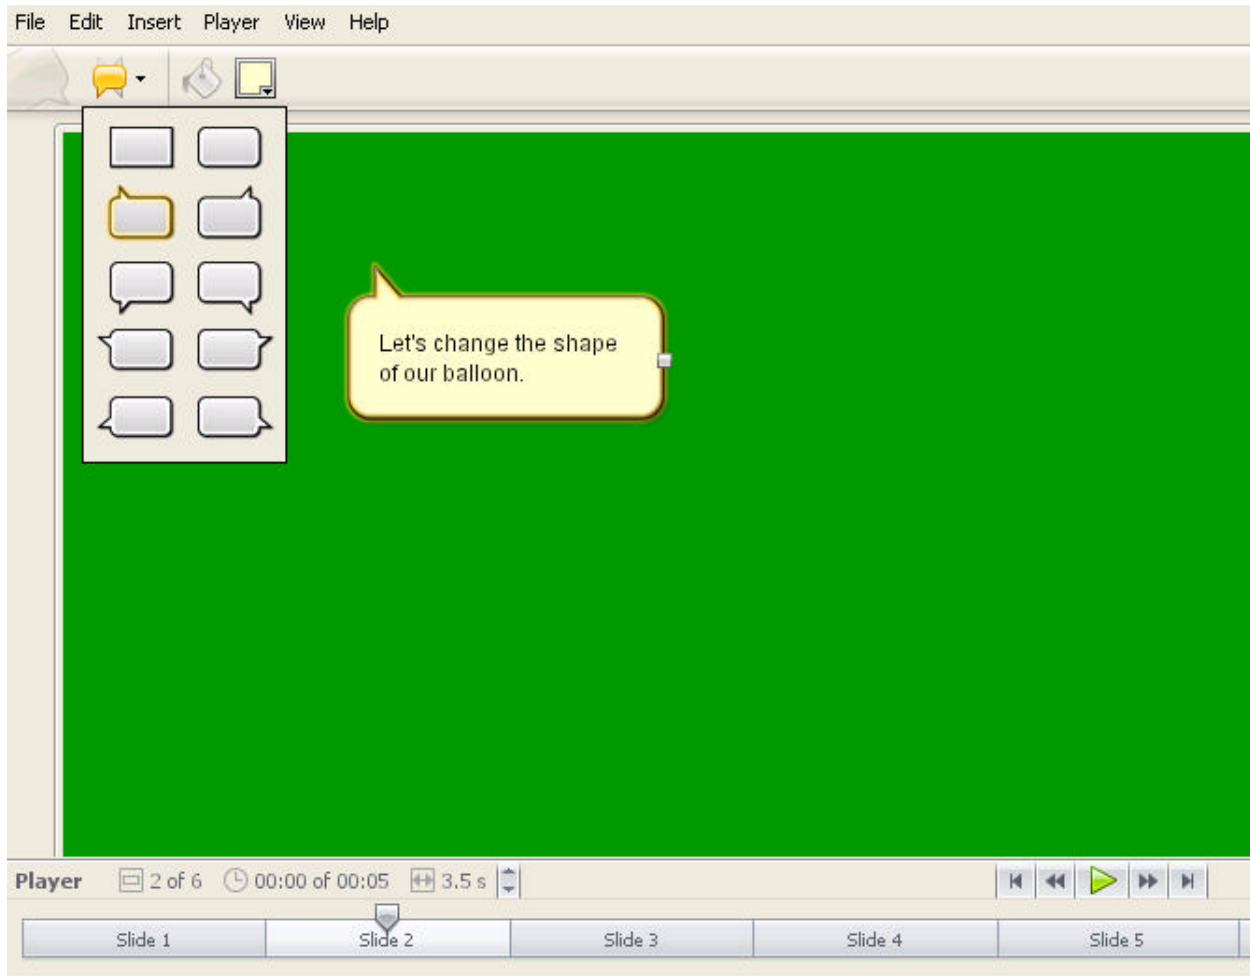 File Edit Insert Player View Help
Let's change the shape
of our balloon.
Player 2 of 6 00:00 of 00:05 3.5 s
Slide 1 Slide 2 Slide 3 Slide 4 Slide 5